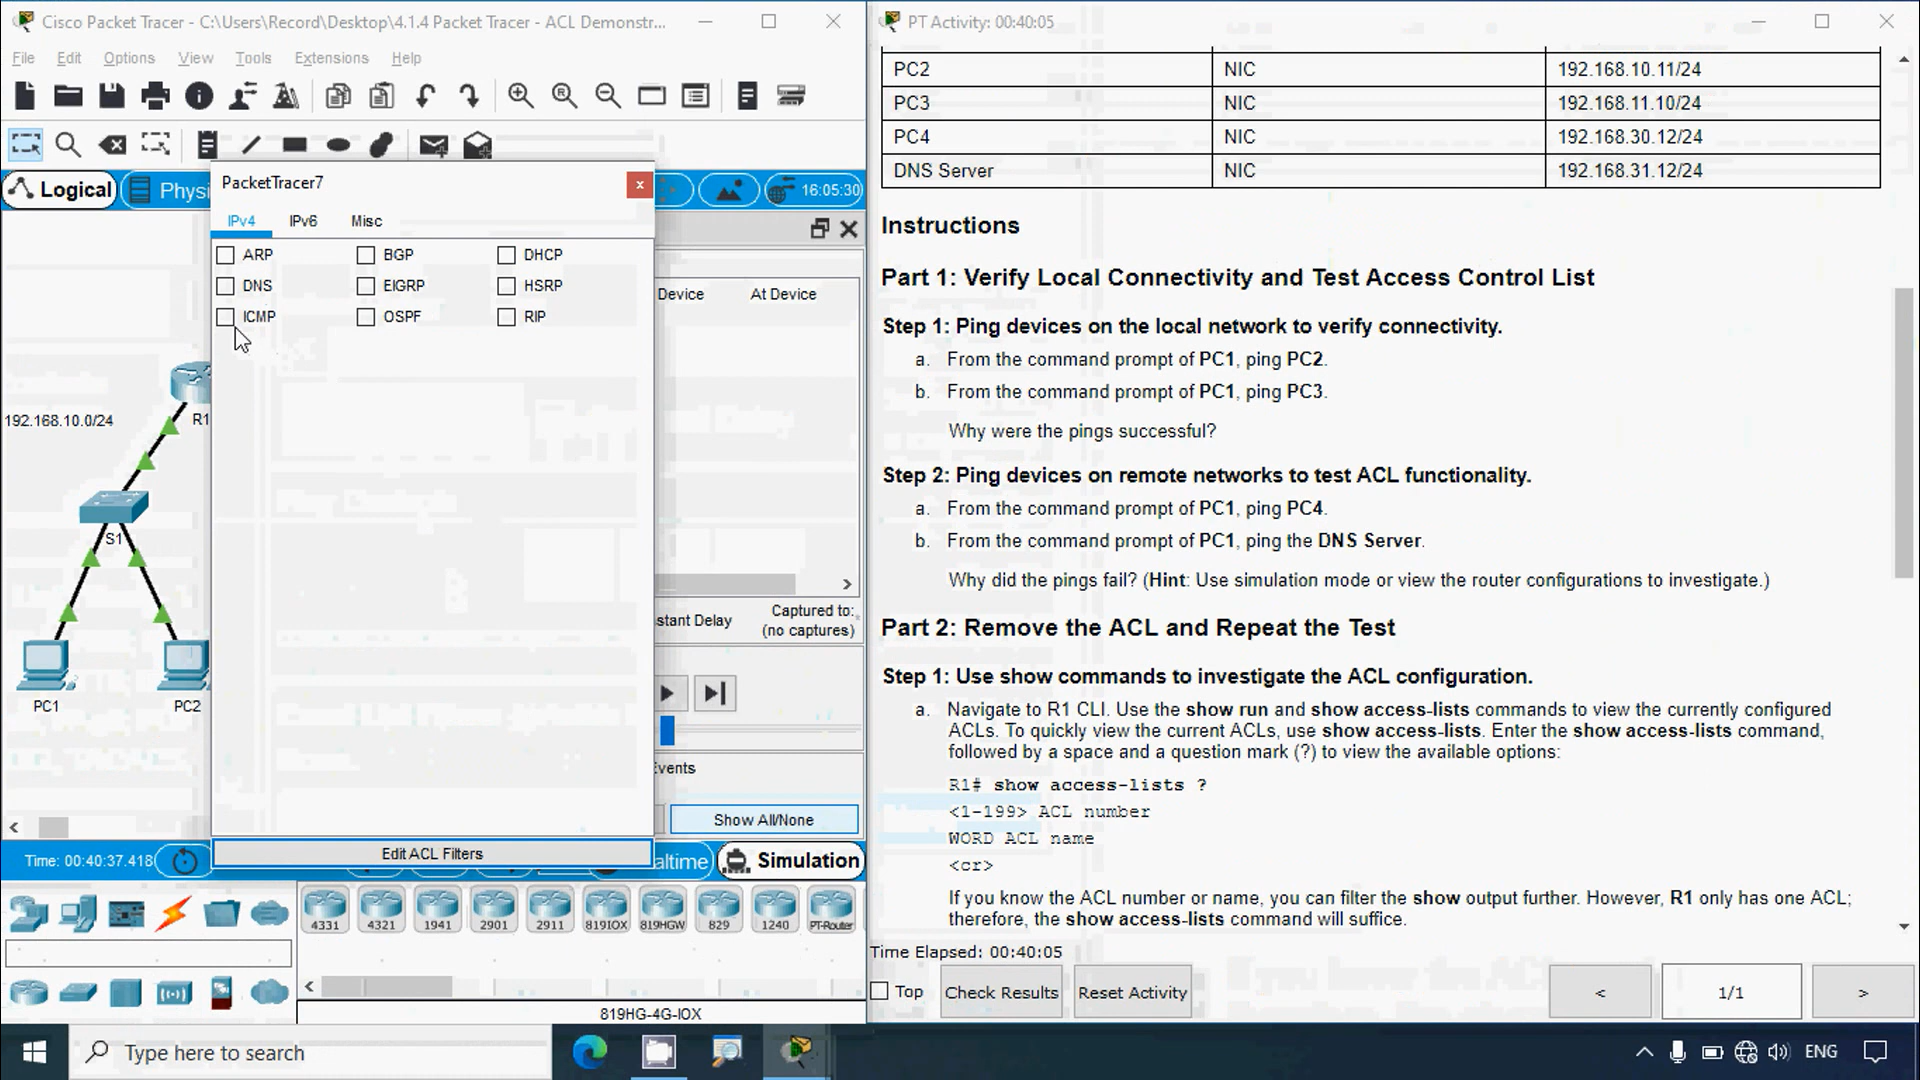 Cisco Packet Tracer - C:\Users\Record\Desktop\4.1.4 Packet Tracer - ACL Demonstr...
File Edit Options View Tools Extensions Help
Logical
Physi
16:05:30
PacketTracer7
x
IPv4 IPv6 Misc
ARP BGP DHCP
DNS EIGRP HSRP
ICMP OSPF RIP
Device At Device
192.168.10.0/24
R1
S1
PC1 PC2
stant Delay
Captured to:
(no captures)
Events
Show All/None
Edit ACL Filters
Time: 00:40:37.418
altime
Simulation
4331 4321 1941 2901 2911 819IOX 819HGW 829 1240 PT-Router
819HG-4G-IOX
PT Activity: 00:40:05
PC2 NIC 192.168.10.11/24
PC3 NIC 192.168.11.10/24
PC4 NIC 192.168.30.12/24
DNS Server NIC 192.168.31.12/24
Instructions
Part 1: Verify Local Connectivity and Test Access Control List
Step 1: Ping devices on the local network to verify connectivity.
a. From the command prompt of PC1, ping PC2.
b. From the command prompt of PC1, ping PC3.
Why were the pings successful?
Step 2: Ping devices on remote networks to test ACL functionality.
a. From the command prompt of PC1, ping PC4.
b. From the command prompt of PC1, ping the DNS Server.
Why did the pings fail? (Hint: Use simulation mode or view the router configurations to investigate.)
Part 2: Remove the ACL and Repeat the Test
Step 1: Use show commands to investigate the ACL configuration.
a. Navigate to R1 CLI. Use the show run and show access-lists commands to view the currently configured
ACLs. To quickly view the current ACLs, use show access-lists. Enter the show access-lists command,
followed by a space and a question mark (?) to view the available options:
R1# show access-lists ?
<1-199> ACL number
WORD ACL name
<cr>
If you know the ACL number or name, you can filter the show output further. However, R1 only has one ACL;
therefore, the show access-lists command will suffice.
Time Elapsed: 00:40:05
Top
Check Results
Reset Activity
<
1/1
>
Type here to search
ENG